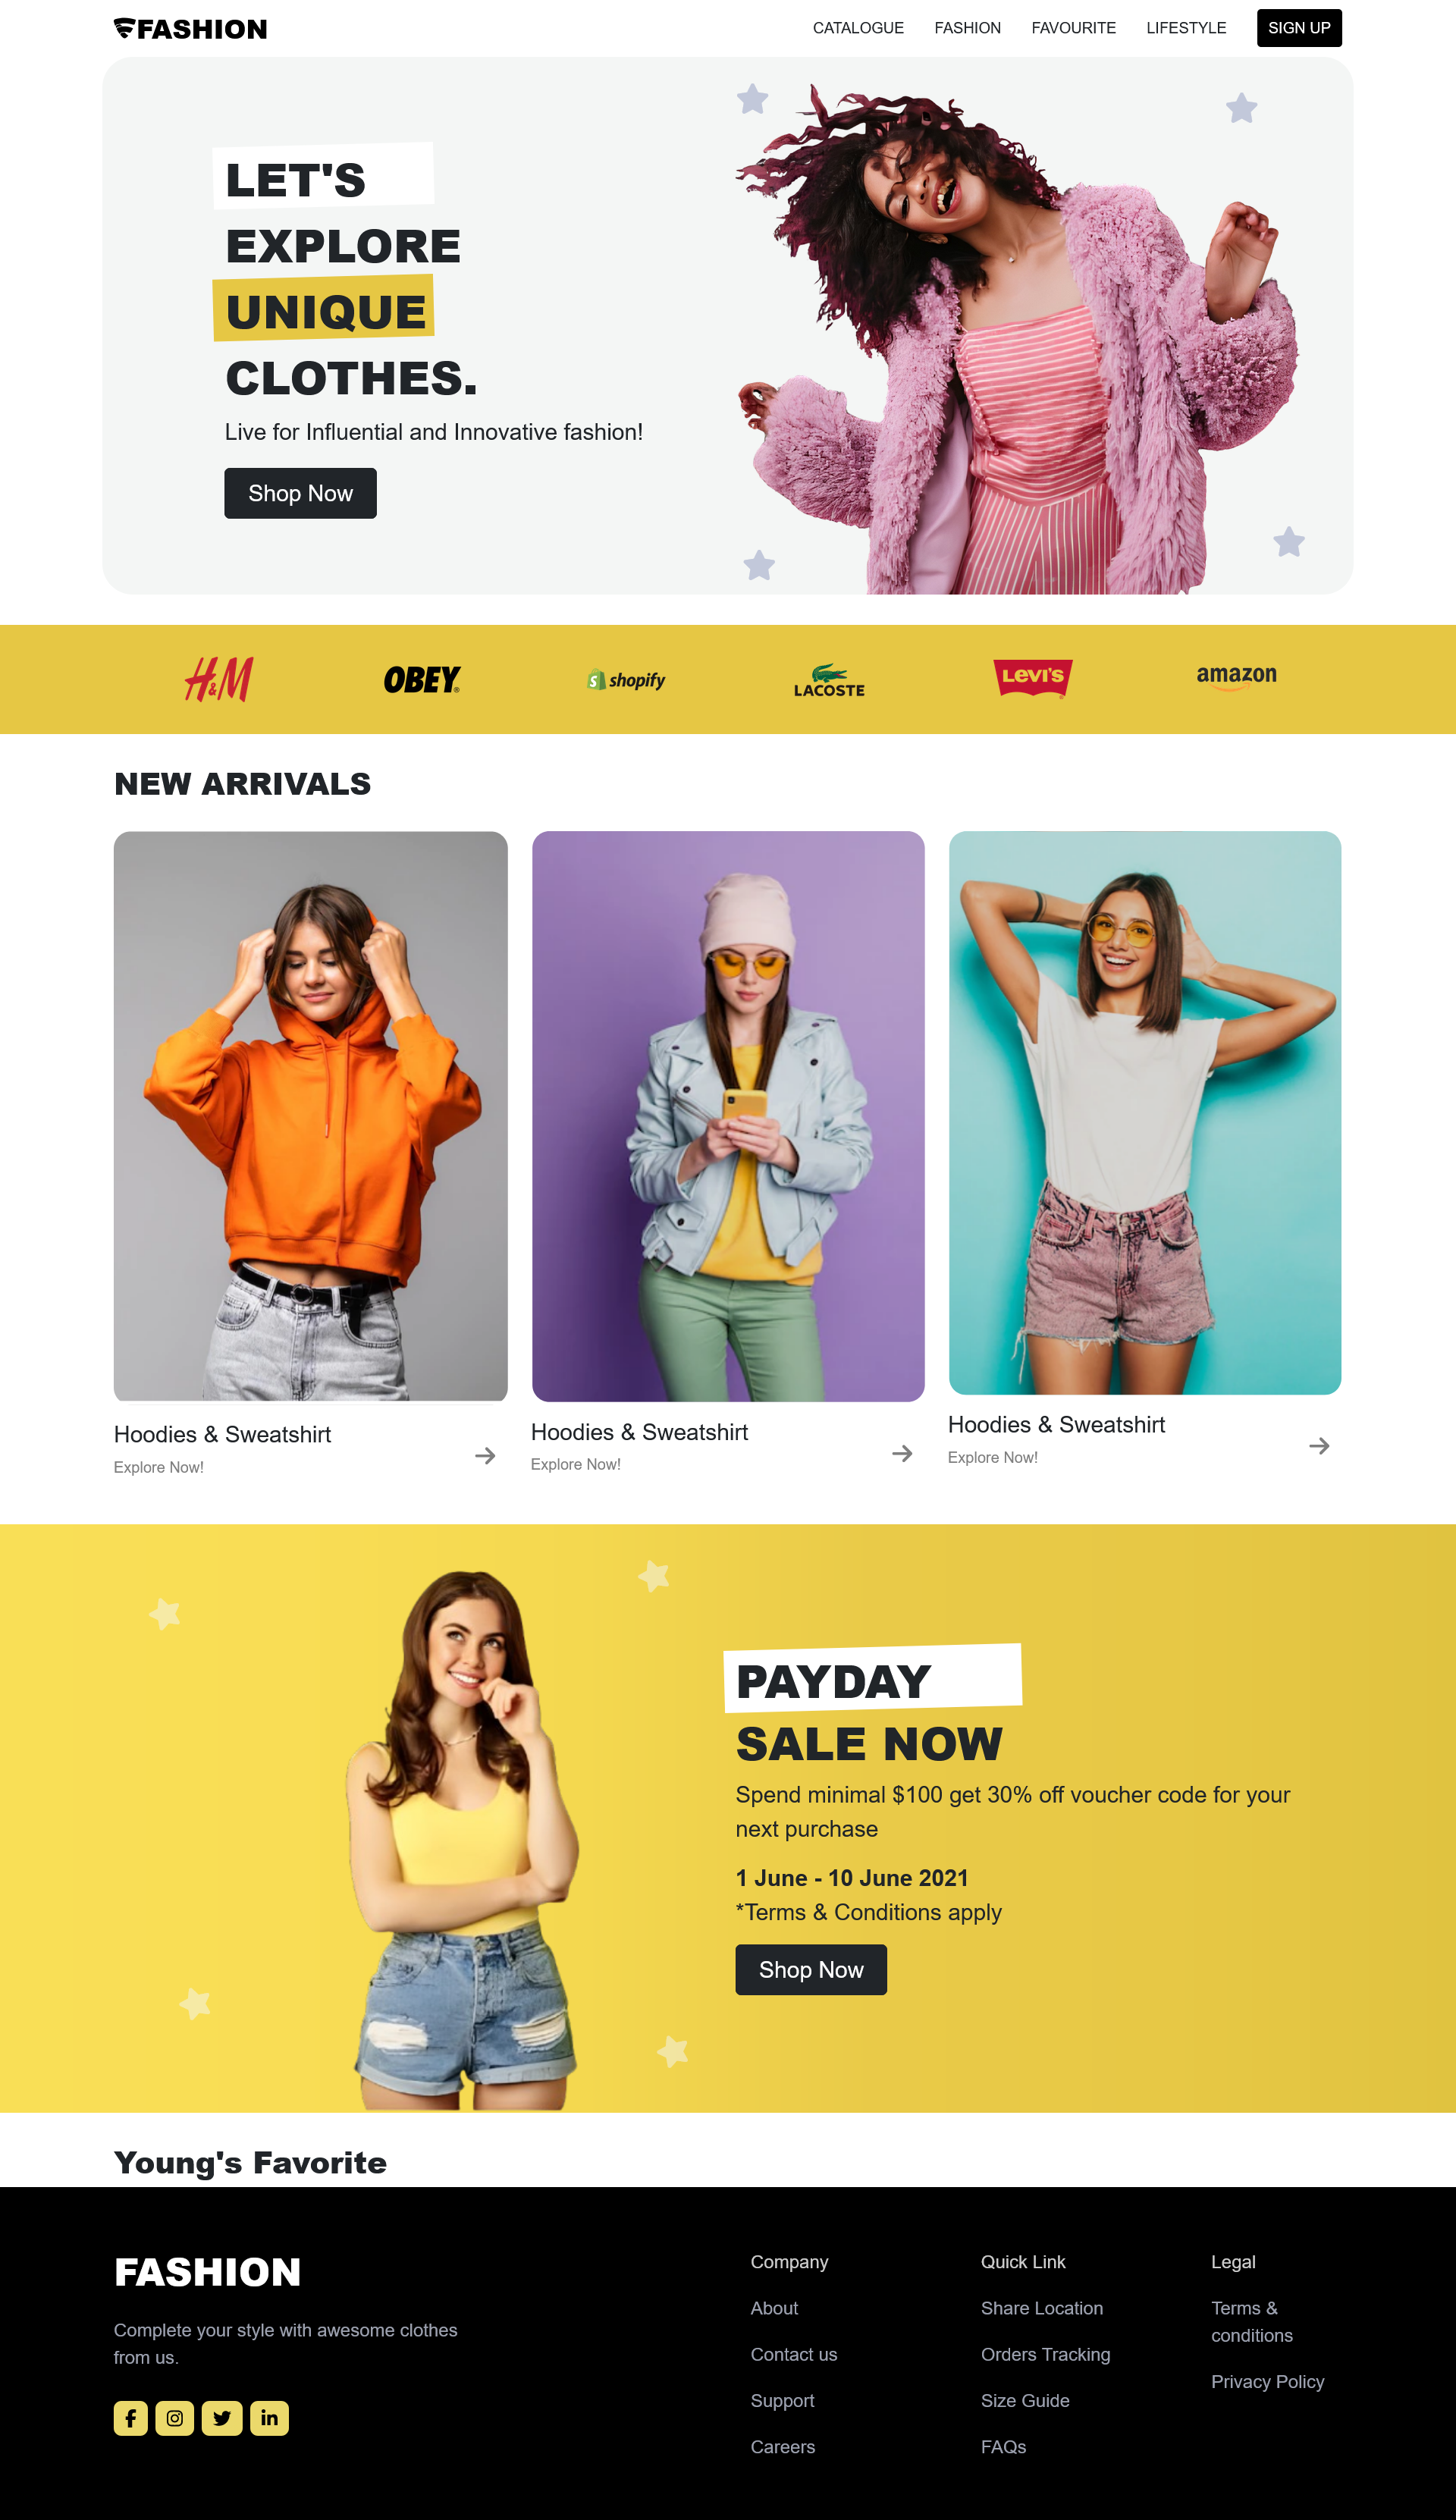 FASHION
CATALOGUE
FASHION
FAVOURITE
LIFESTYLE
SIGN UP
LET'S
EXPLORE
UNIQUE
CLOTHES.
Live for Influential and Innovative fashion!
Shop Now
H&M
OBEY®
shopify
LACOSTE
LEVI'S
amazon
NEW ARRIVALS
Hoodies & Sweatshirt
Explore Now!
Hoodies & Sweatshirt
Explore Now!
Hoodies & Sweatshirt
Explore Now!
PAYDAY
SALE NOW
Spend minimal $100 get 30% off voucher code for your
next purchase
1 June - 10 June 2021
*Terms & Conditions apply
Shop Now
Young's Favorite
FASHION
Complete your style with awesome clothes
from us.
Company
About
Contact us
Support
Careers
Quick Link
Share Location
Orders Tracking
Size Guide
FAQs
Legal
Terms &
conditions
Privacy Policy